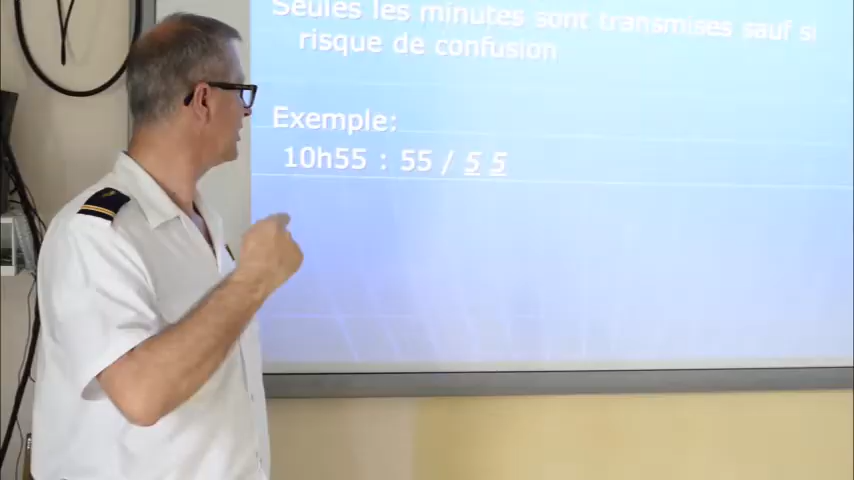 Seules les minutes sont transmises sauf si
risque de confusion
Exemple:
10h55 : 55 / 5 5